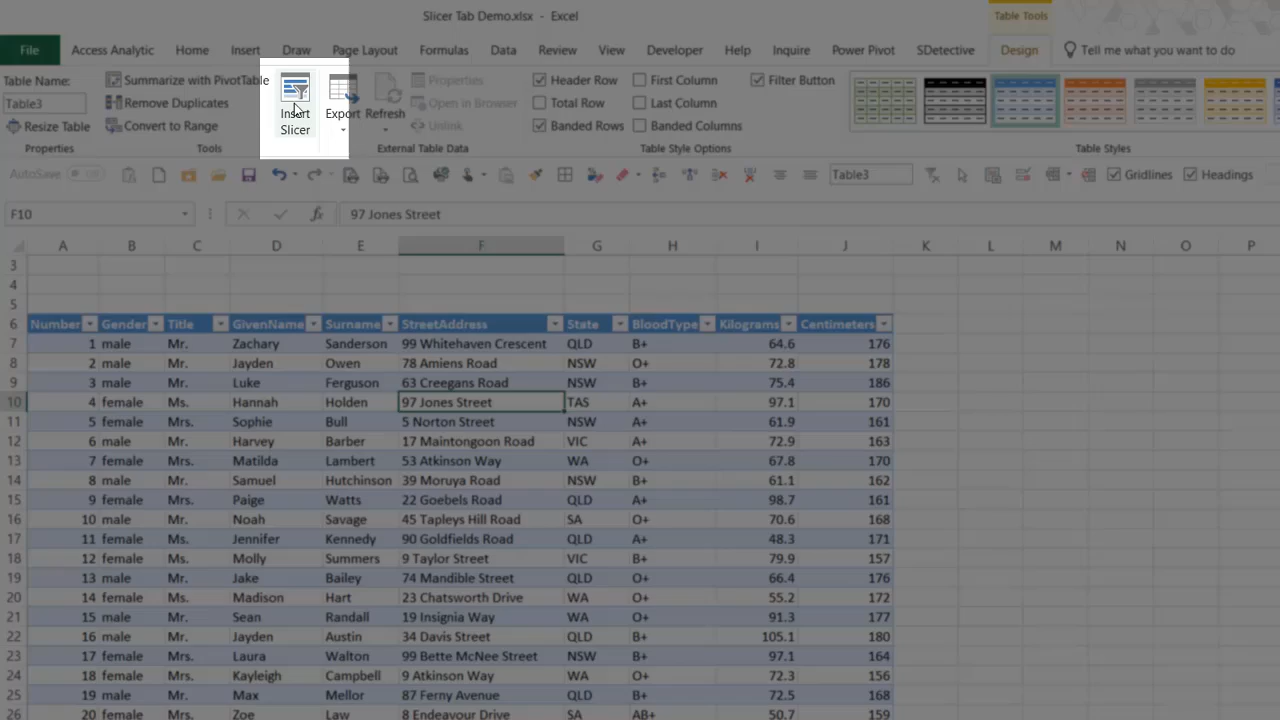 Slicer Tab Demo.xlsx - Excel
Table Tools
File Access Analytic Home Insert Draw Page Layout Formulas Data Review View Developer Help Inquire Power Pivot SDetective Design Tell me what you want to do
Table Name: Summarize with PivotTable Properties Header Row First Column Filter Button
Table3 Remove Duplicates Insert Slicer Export Refresh Open in Browser Total Row Last Column
Resize Table Convert to Range Unlink Banded Rows Banded Columns
Properties Tools External Table Data Table Style Options Table Styles
AutoSave Off Table3 Gridlines Headings
F10 fx 97 Jones Street
A B C D E F G H I J K L M N O P
3
4
5
6 Number Gender Title GivenName Surname StreetAddress State BloodType Kilograms Centimeters
7 1 male Mr. Zachary Sanderson 99 Whitehaven Crescent QLD B+ 64.6 176
8 2 male Mr. Jayden Owen 78 Amiens Road NSW O+ 72.8 178
9 3 male Mr. Luke Ferguson 63 Creegans Road NSW B+ 75.4 186
10 4 female Ms. Hannah Holden 97 Jones Street TAS A+ 97.1 170
11 5 female Mrs. Sophie Bull 5 Norton Street NSW A+ 61.9 161
12 6 male Mr. Harvey Barber 17 Maintongoon Road VIC A+ 72.9 163
13 7 female Mrs. Matilda Lambert 53 Atkinson Way WA O+ 67.8 170
14 8 male Mr. Samuel Hutchinson 39 Moruya Road NSW B+ 61.1 162
15 9 female Mrs. Paige Watts 22 Goebels Road QLD A+ 98.7 161
16 10 male Mr. Noah Savage 45 Tapleys Hill Road SA O+ 70.6 168
17 11 female Ms. Jennifer Kennedy 90 Goldfields Road QLD A+ 48.3 171
18 12 female Ms. Molly Summers 9 Taylor Street VIC B+ 79.9 157
19 13 male Mr. Jake Bailey 74 Mandible Street QLD O+ 66.4 176
20 14 female Ms. Madison Hart 23 Chatsworth Drive WA O+ 55.2 172
21 15 male Mr. Sean Randall 19 Insignia Way WA O+ 91.3 177
22 16 male Mr. Jayden Austin 34 Davis Street QLD B+ 105.1 180
23 17 female Mrs. Laura Walton 99 Bette McNee Street NSW B+ 97.1 164
24 18 female Mrs. Kayleigh Campbell 9 Atkinson Way WA O+ 72.3 156
25 19 male Mr. Max Mellor 87 Ferny Avenue QLD B+ 72.5 168
26 20 female Mrs. Zoe Law 8 Endeavour Drive SA AB+ 50.7 159